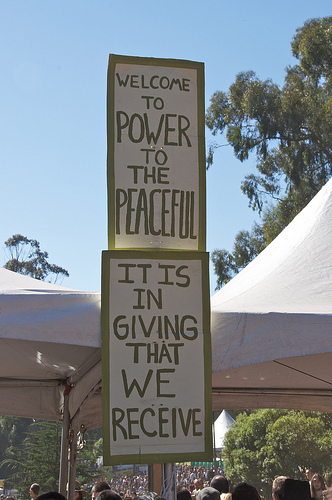 WELCOME
TO
POWER
TO
THE
PEACEFUL
IT IS
IN
GIVING
THAT
WE
RECEIVE